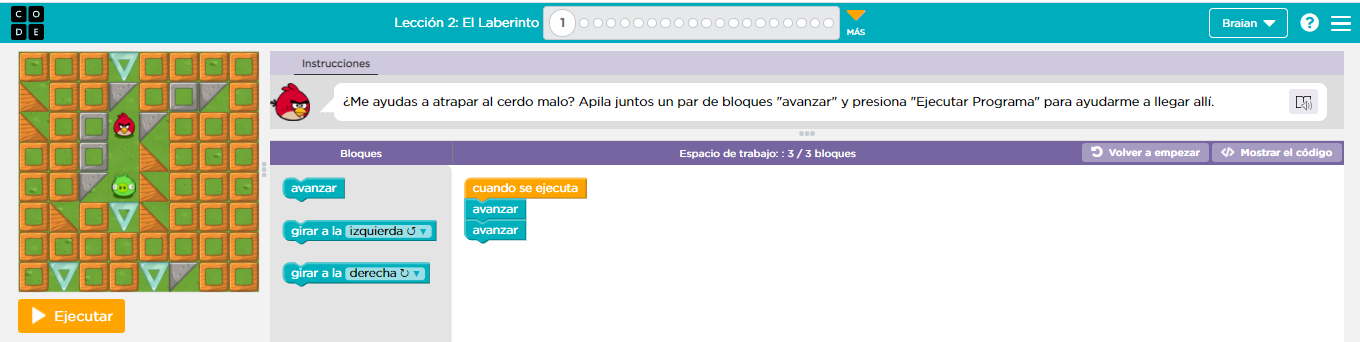 CO
DE
Lección 2: El Laberinto
1
MÁS
Braian
?
Instrucciones
¿Me ayudas a atrapar al cerdo malo? Apila juntos un par de bloques "avanzar" y presiona "Ejecutar Programa" para ayudarme a llegar allí.
Bloques
Espacio de trabajo: : 3 / 3 bloques
Volver a empezar
</> Mostrar el código
avanzar
girar a la izquierda ↺
girar a la derecha ↻
cuando se ejecuta
avanzar
avanzar
Ejecutar